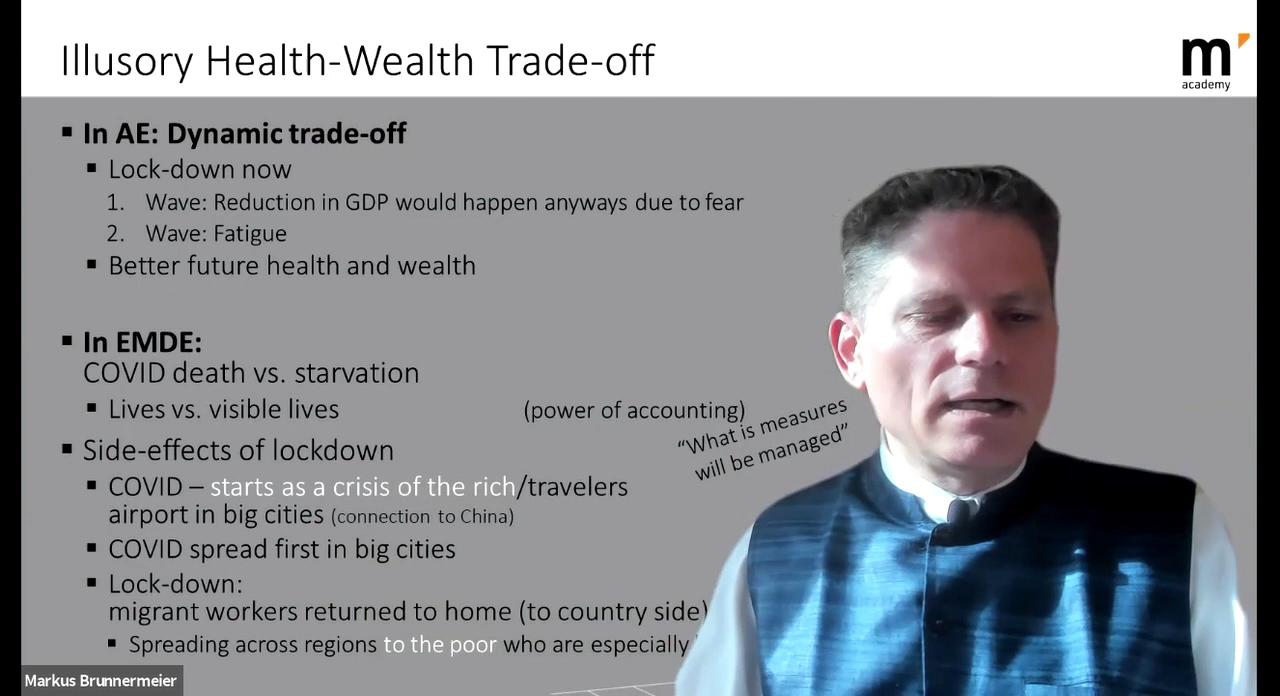 Illusory Health-Wealth Trade-off
m'
academy
▪ In AE: Dynamic trade-off
▪ Lock-down now
1. Wave: Reduction in GDP would happen anyways due to fear
2. Wave: Fatigue
▪ Better future health and wealth
▪ In EMDE:
COVID death vs. starvation
▪ Lives vs. visible lives (power of accounting)
“What is measures
will be managed”
▪ Side-effects of lockdown
▪ COVID – starts as a crisis of the rich/travelers
airport in big cities (connection to China)
▪ COVID spread first in big cities
▪ Lock-down:
migrant workers returned to home (to country side)
▪ Spreading across regions to the poor who are especially
Markus Brunnermeier